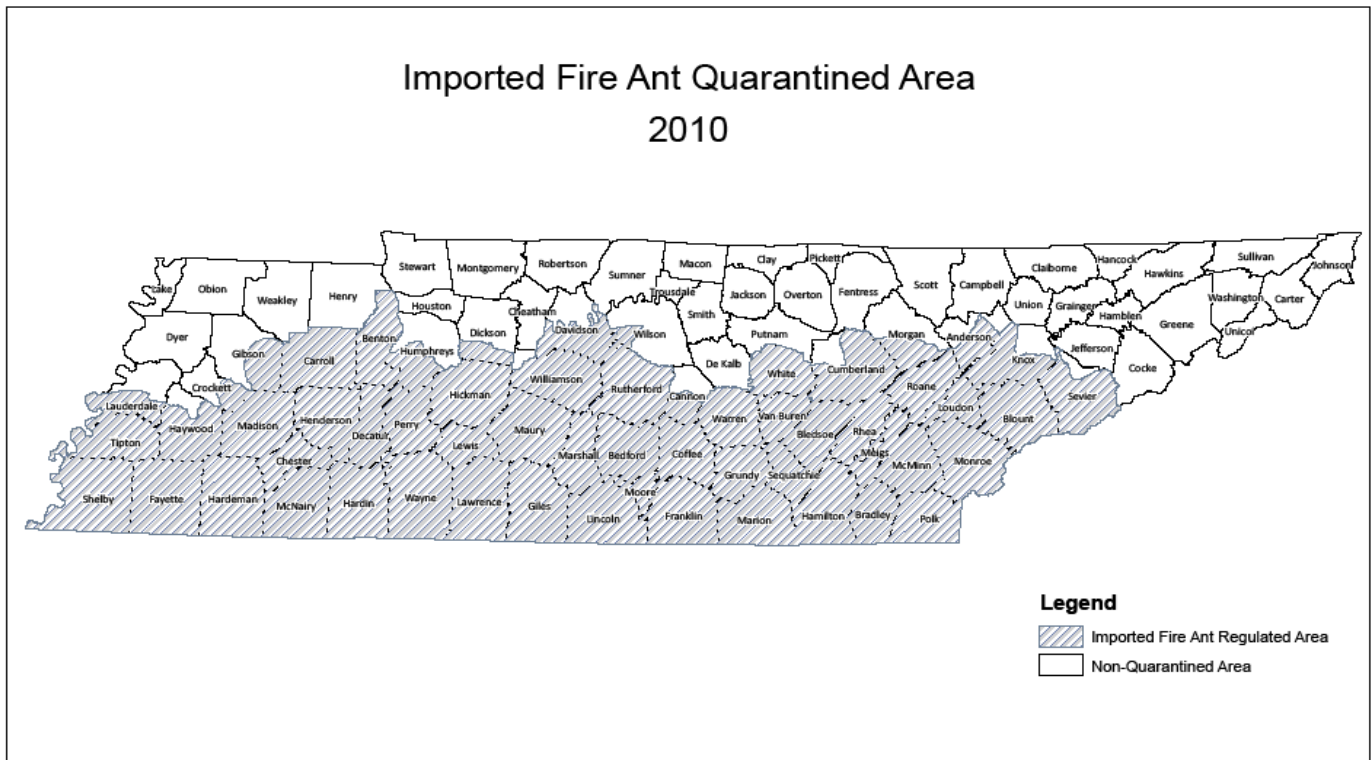 Imported Fire Ant Quarantined Area
2010
Stewart
Montgomery
Robertson
Sumner
Macon
Clay
Pickett
Scott
Campbell
Claiborne
Hancock
Hawkins
Sullivan
Johnson
Lake
Obion
Weakley
Henry
Houston
Cheatham
Trousdale
Smith
Jackson
Overton
Fentress
Union
Grainger
Hamblen
Greene
Washington
Carter
Unicoi
Dyer
Gibson
Carroll
Benton
Humphreys
Dickson
Davidson
Wilson
De Kalb
Putnam
White
Cumberland
Morgan
Anderson
Knox
Jefferson
Cocke
Crockett
Lauderdale
Haywood
Madison
Henderson
Decatur
Perry
Hickman
Williamson
Rutherford
Cannon
Warren
Van Buren
Bledsoe
Rhea
Roane
Loudon
Blount
Sevier
Tipton
Chester
Lewis
Maury
Marshall
Bedford
Coffee
Grundy
Sequatchie
Meigs
McMinn
Monroe
Shelby
Fayette
Hardeman
McNairy
Hardin
Wayne
Lawrence
Giles
Lincoln
Moore
Franklin
Marion
Hamilton
Bradley
Polk
Legend
Imported Fire Ant Regulated Area
Non-Quarantined Area